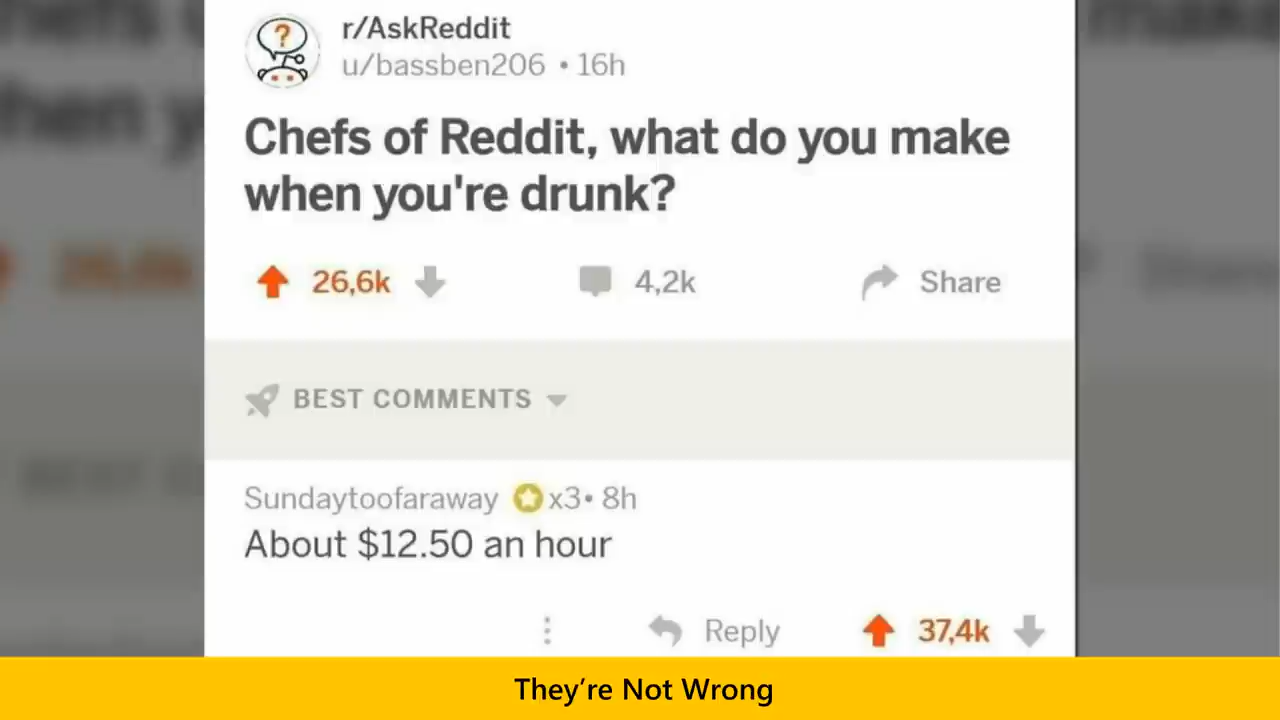 r/AskReddit
u/bassben206 • 16h
Chefs of Reddit, what do you make
when you're drunk?
26,6k
4,2k
Share
BEST COMMENTS
Sundaytoofaraway x3• 8h
About $12.50 an hour
Reply
37,4k
They're Not Wrong